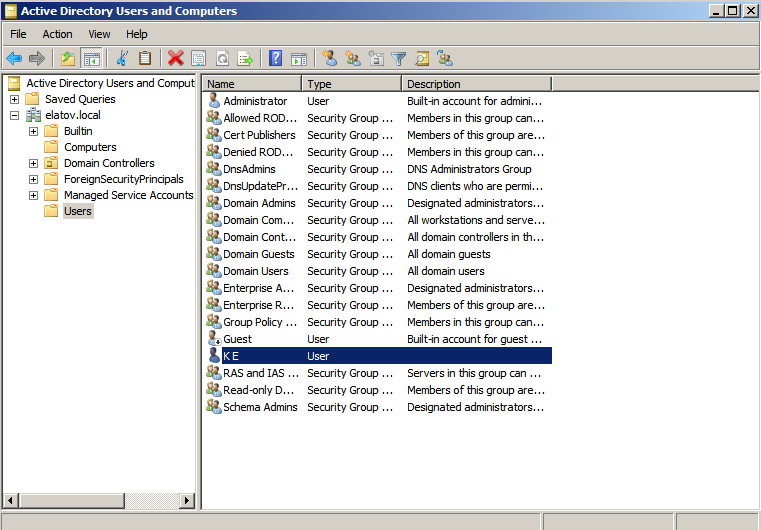 Active Directory Users and Computers
File Action View Help
Active Directory Users and Comput
Saved Queries
elatov.local
Builtin
Computers
Domain Controllers
ForeignSecurityPrincipals
Managed Service Accounts
Users
Name Type Description
Administrator User Built-in account for admini...
Allowed ROD... Security Group ... Members in this group can...
Cert Publishers Security Group ... Members of this group are...
Denied ROD... Security Group ... Members in this group can...
DnsAdmins Security Group ... DNS Administrators Group
DnsUpdatePr... Security Group ... DNS clients who are permi...
Domain Admins Security Group ... Designated administrators...
Domain Com... Security Group ... All workstations and serve...
Domain Cont... Security Group ... All domain controllers in th...
Domain Guests Security Group ... All domain guests
Domain Users Security Group ... All domain users
Enterprise A... Security Group ... Designated administrators...
Enterprise R... Security Group ... Members of this group are...
Group Policy ... Security Group ... Members in this group can...
Guest User Built-in account for guest ...
K E User
RAS and IAS ... Security Group ... Servers in this group can ...
Read-only D... Security Group ... Members of this group are...
Schema Admins Security Group ... Designated administrators...